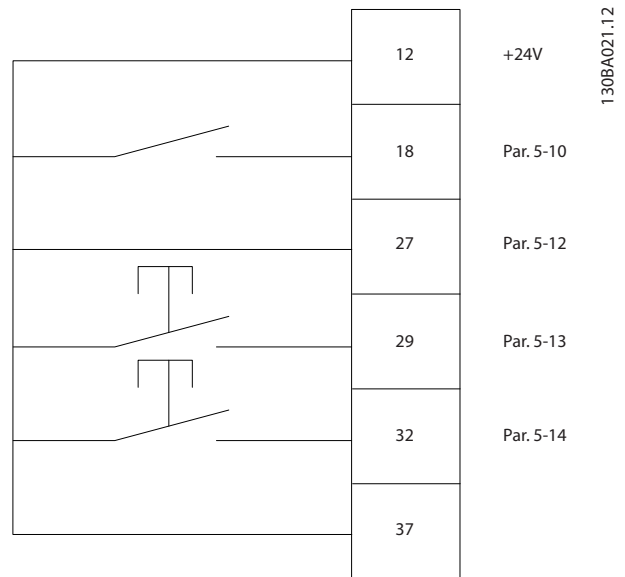 12 +24V
18 Par. 5-10
27 Par. 5-12
29 Par. 5-13
32 Par. 5-14
37
130BA021.12